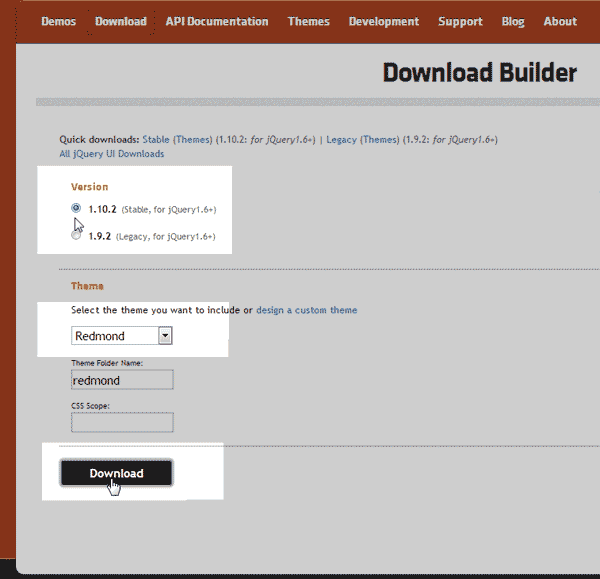 Demos Download API Documentation Themes Development Support Blog About
Download Builder
Quick downloads: Stable (Themes) (1.10.2: for jQuery1.6+) | Legacy (Themes) (1.9.2: for jQuery1.6+)
All jQuery UI Downloads
Version
1.10.2 (Stable, for jQuery1.6+)
1.9.2 (Legacy, for jQuery1.6+)
Theme
Select the theme you want to include or design a custom theme
Redmond
Theme Folder Name:
redmond
CSS Scope:
Download